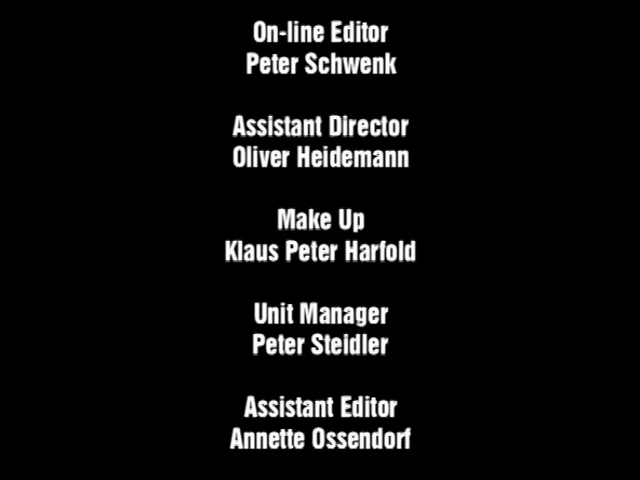 On-line Editor
Peter Schwenk
Assistant Director
Oliver Heidemann
Make Up
Klaus Peter Harfold
Unit Manager
Peter Steidler
Assistant Editor
Annette Ossendorf